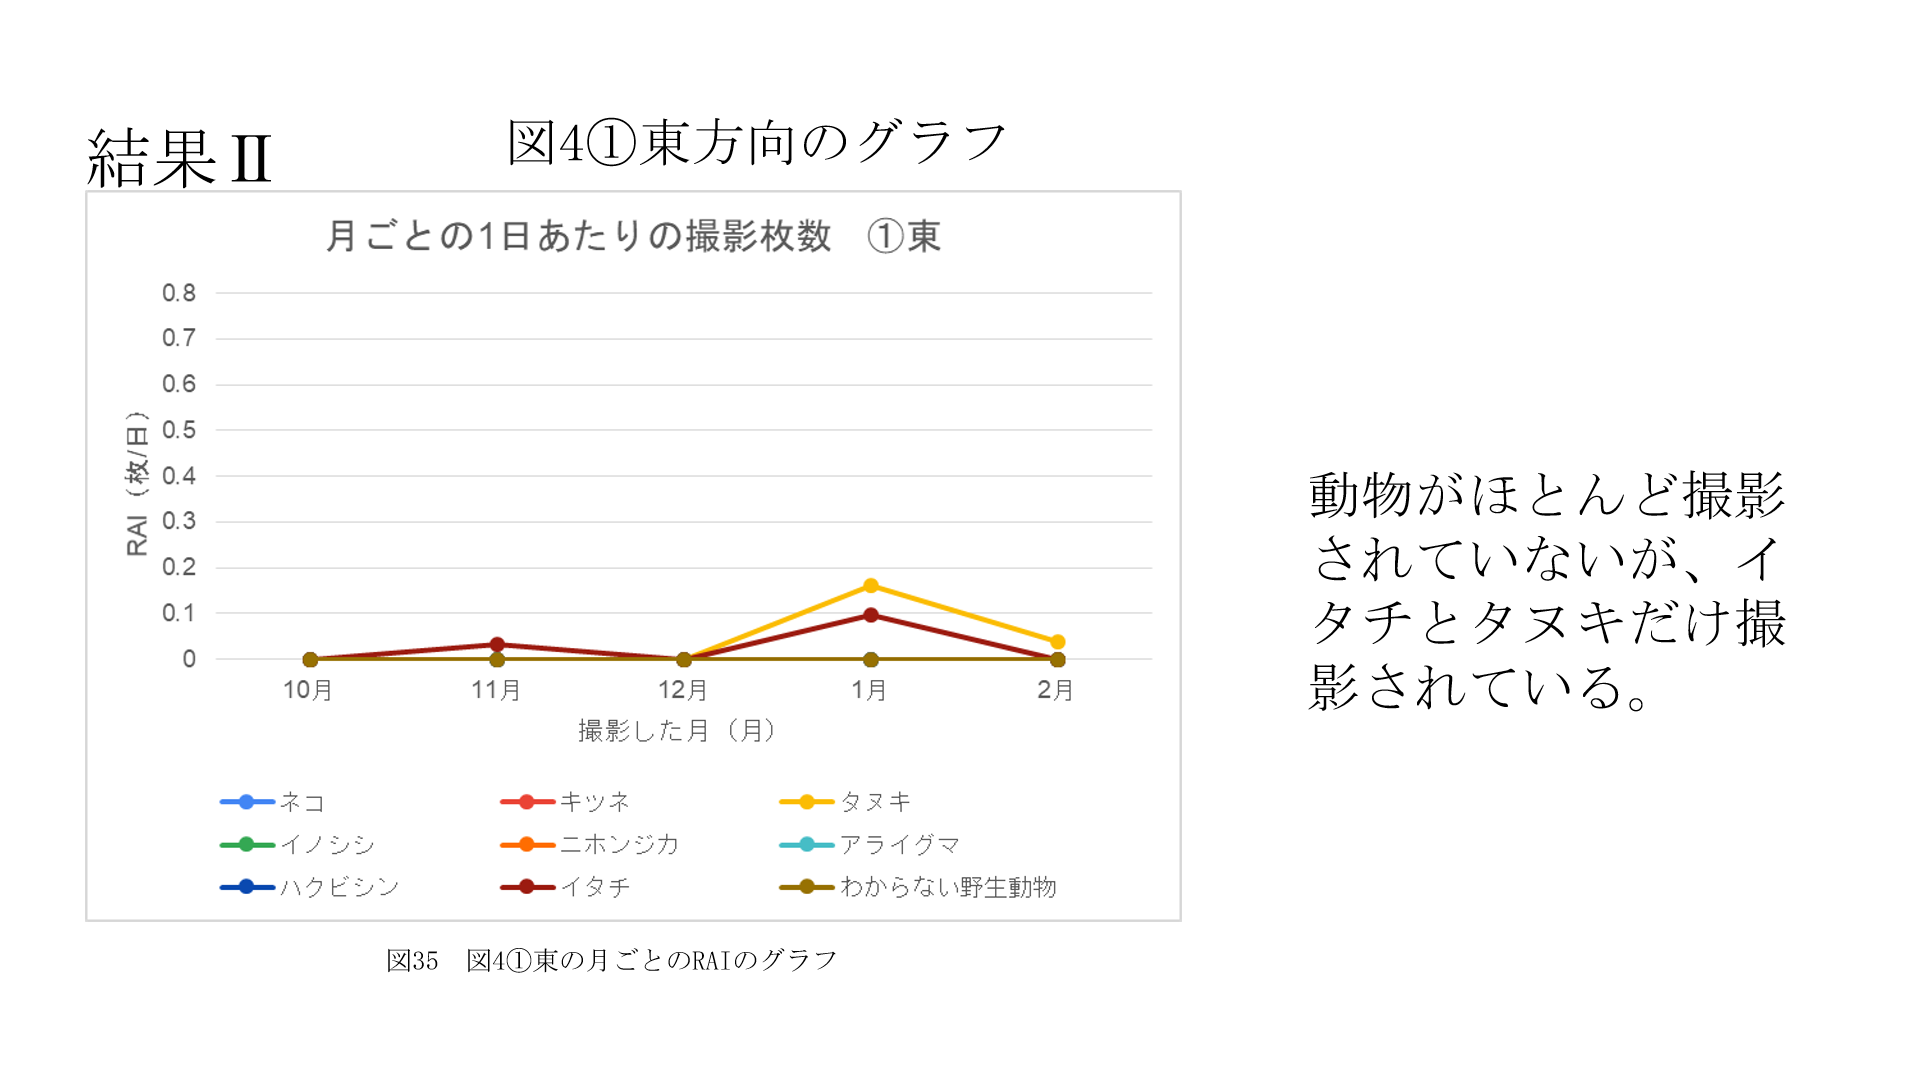 結果Ⅱ
図4①東方向のグラフ
月ごとの1日あたりの撮影枚数　①東
RAI（枚/日）
0.8
0.7
0.6
0.5
0.4
0.3
0.2
0.1
0
10月 11月 12月 1月 2月
撮影した月（月）
ネコ キツネ タヌキ
イノシシ ニホンジカ アライグマ
ハクビシン イタチ わからない野生動物
図35　図4①東の月ごとのRAIのグラフ
動物がほとんど撮影
されていないが、イ
タチとタヌキだけ撮
影されている。